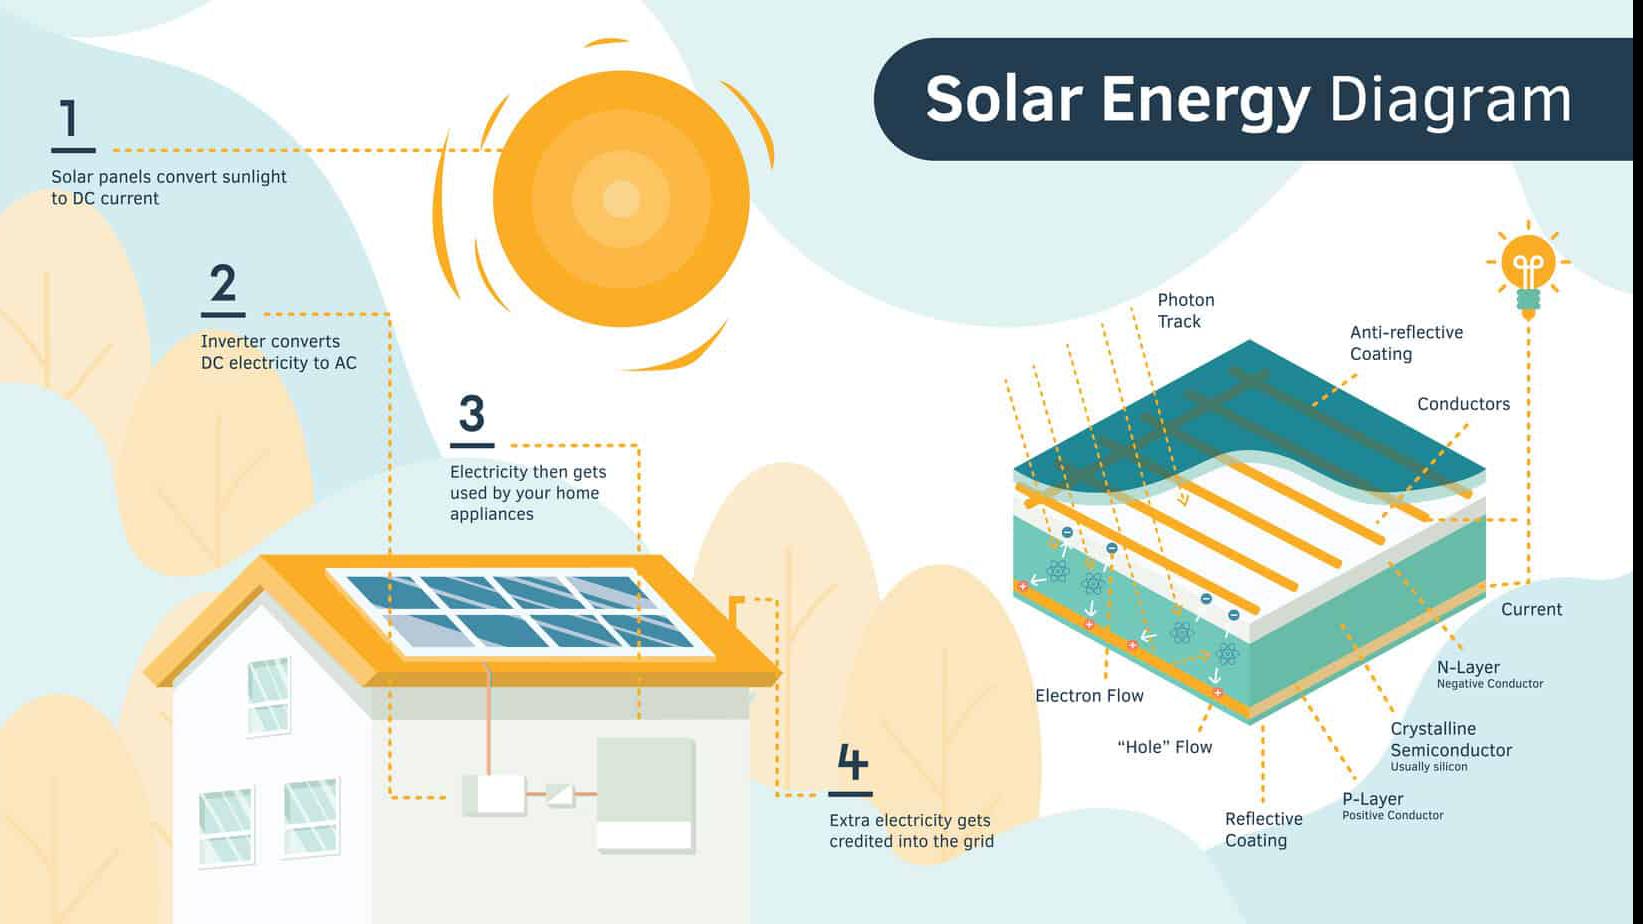 Solar Energy Diagram
1
Solar panels convert sunlight
to DC current
2
Inverter converts
DC electricity to AC
3
Electricity then gets
used by your home
appliances
4
Extra electricity gets
credited into the grid
Photon
Track
Anti-reflective
Coating
Conductors
Current
N-Layer
Negative Conductor
Crystalline
Semiconductor
Usually silicon
P-Layer
Positive Conductor
Reflective
Coating
"Hole" Flow
Electron Flow